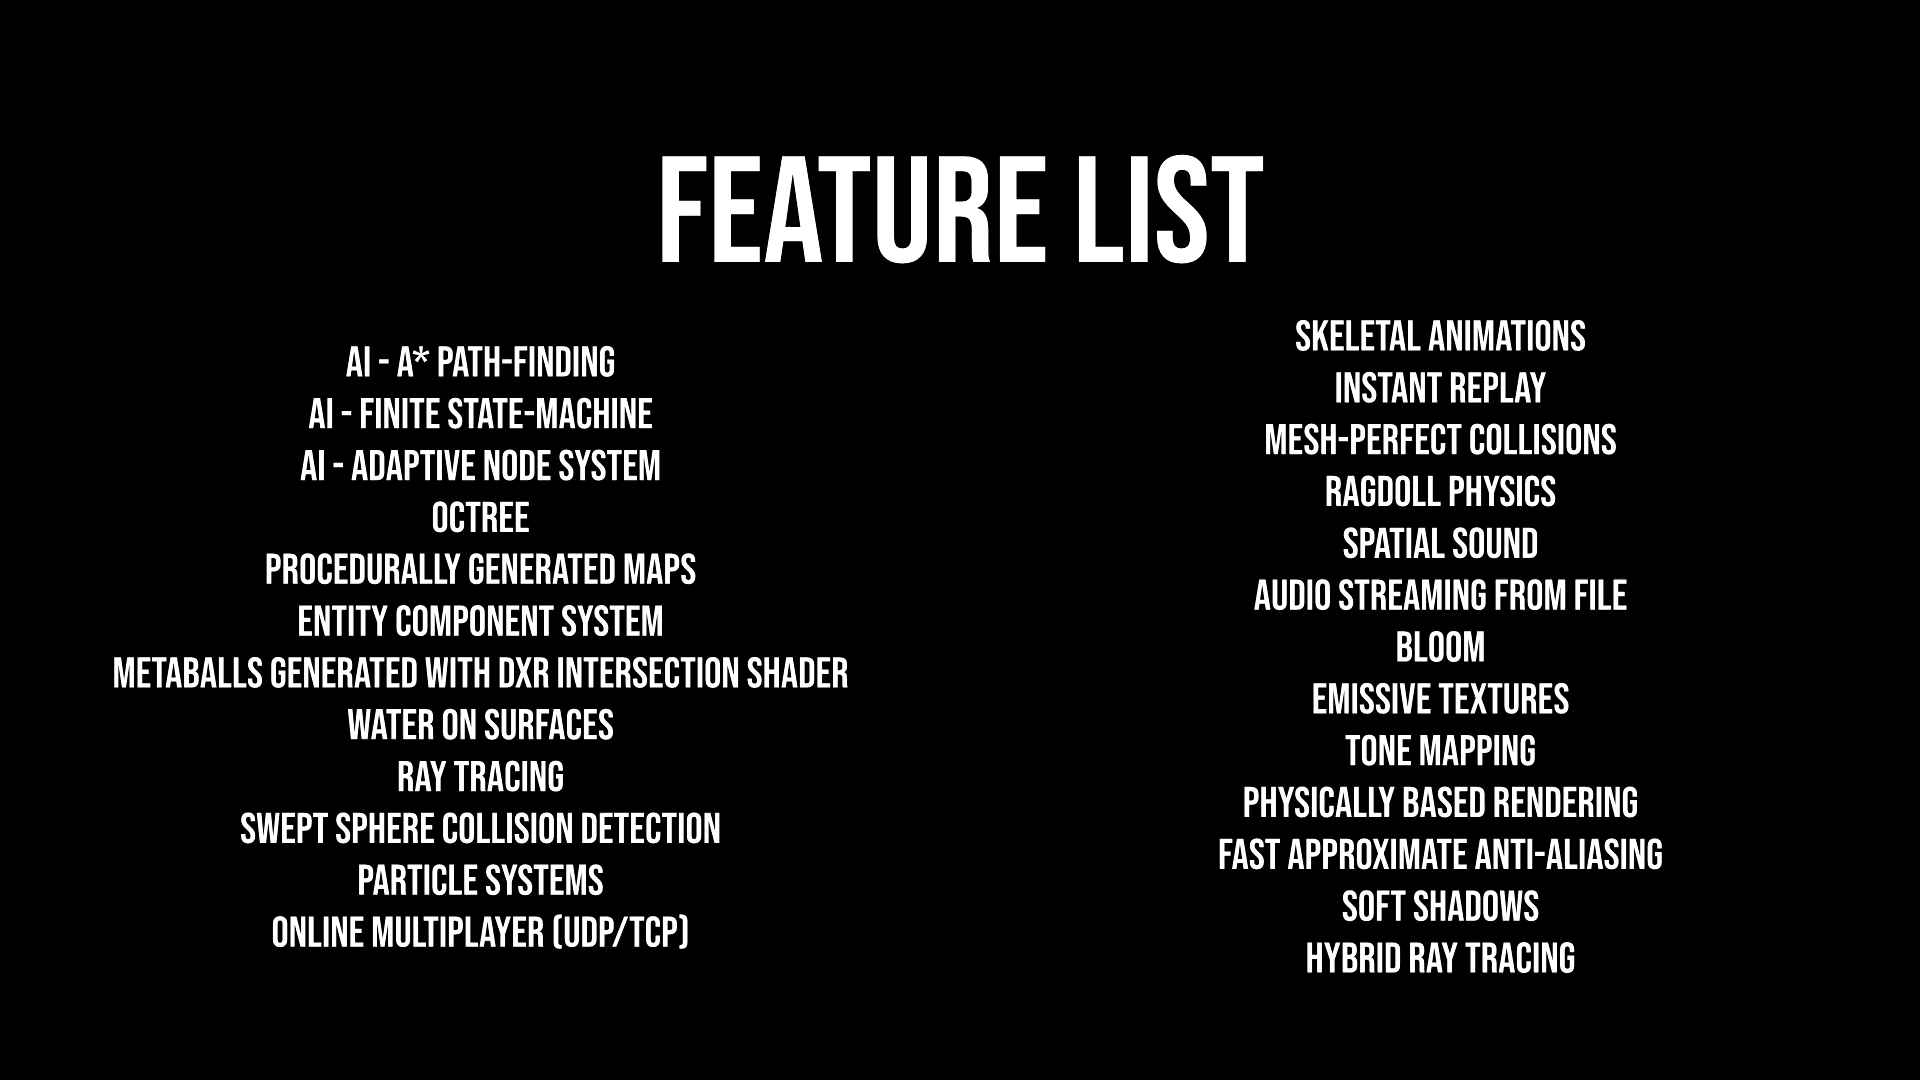 FEATURE LIST
AI - A* PATH-FINDING
AI - FINITE STATE-MACHINE
AI - ADAPTIVE NODE SYSTEM
OCTREE
PROCEDURALLY GENERATED MAPS
ENTITY COMPONENT SYSTEM
METABALLS GENERATED WITH DXR INTERSECTION SHADER
WATER ON SURFACES
RAY TRACING
SWEPT SPHERE COLLISION DETECTION
PARTICLE SYSTEMS
ONLINE MULTIPLAYER (UDP/TCP)
SKELETAL ANIMATIONS
INSTANT REPLAY
MESH-PERFECT COLLISIONS
RAGDOLL PHYSICS
SPATIAL SOUND
AUDIO STREAMING FROM FILE
BLOOM
EMISSIVE TEXTURES
TONE MAPPING
PHYSICALLY BASED RENDERING
FAST APPROXIMATE ANTI-ALIASING
SOFT SHADOWS
HYBRID RAY TRACING